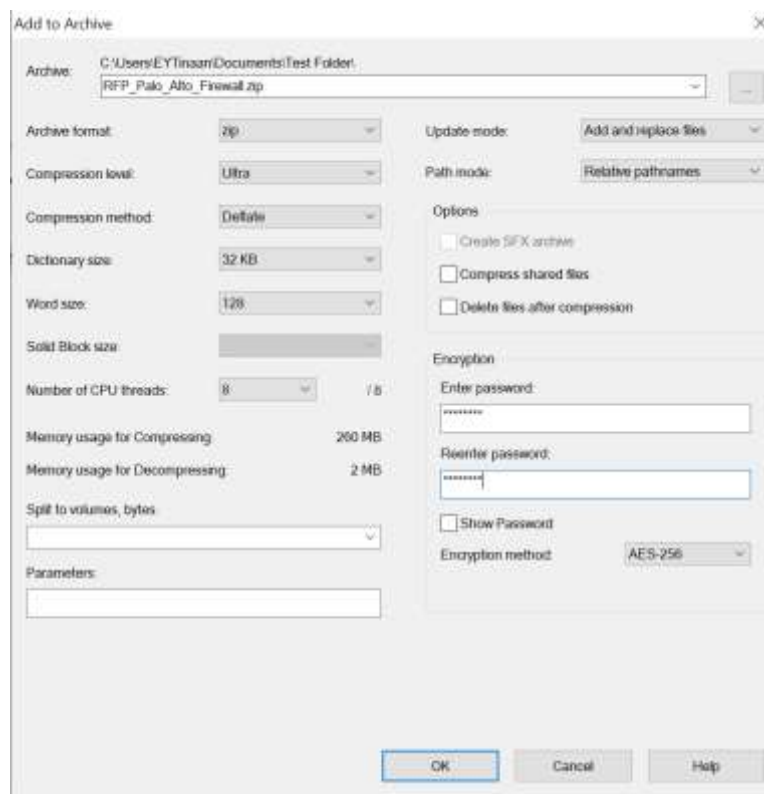 Add to Archive
Archive:
C:\Users\EYTinaam\Documents\Test Folder\
RFP_Palo_Alto_Firewall.zip
...
Archive format:
zip
Compression level:
Ultra
Compression method:
Deflate
Dictionary size:
32 KB
Word size:
128
Solid Block size:
Number of CPU threads:
8
/ 8
Memory usage for Compressing:
260 MB
Memory usage for Decompressing:
2 MB
Split to volumes, bytes:
Parameters:
Update mode:
Add and replace files
Path mode:
Relative pathnames
Options
Create SFX archive
Compress shared files
Delete files after compression
Encryption
Enter password:
********
Reenter password:
********
Show Password
Encryption method:
AES-256
OK
Cancel
Help